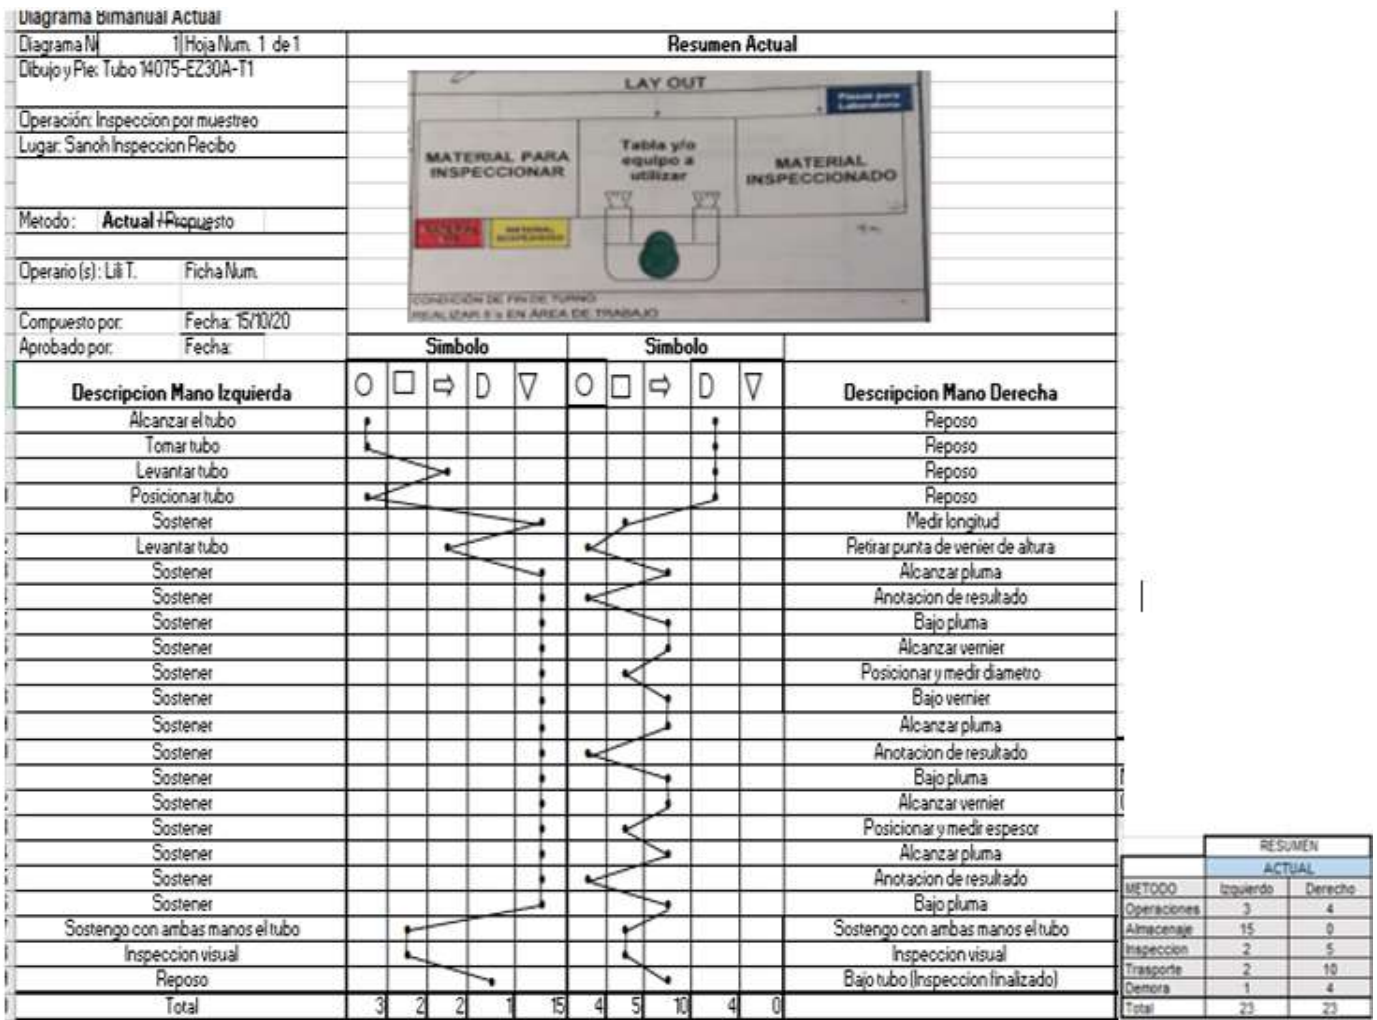 Diagrama Bimanual Actual
Diagrama N 1 Hoja Num. 1 de 1 Resumen Actual
Dibujo y Pie: Tubo 14075-EZ30A-T1
Operación: Inspeccion por muestreo
Lugar: Sanoh Inspeccion Recibo
Metodo: Actual / Propuesto
Operario (s): Lili T. Ficha Num.
Compuesto por: Fecha: 15/10/20
Aprobado por: Fecha:
LAY OUT
Piezas para
Laboratorio
MATERIAL PARA
INSPECCIONAR
Tabla y/o
equipo a
utilizar
MATERIAL
INSPECCIONADO
CONDICIÓN DE FIN DE TURNO
REALIZAR 5's EN ÁREA DE TRABAJO
Simbolo Simbolo
Descripcion Mano Izquierda Descripcion Mano Derecha
Alcanzar el tubo Reposo
Tomar tubo Reposo
Levantar tubo Reposo
Posicionar tubo Reposo
Sostener Medir longitud
Levantar tubo Retirar punta de venier de altura
Sostener Alcanzar pluma
Sostener Anotacion de resultado
Sostener Bajo pluma
Sostener Alcanzar vernier
Sostener Posicionar y medir diametro
Sostener Bajo vernier
Sostener Alcanzar pluma
Sostener Anotacion de resultado
Sostener Bajo pluma
Sostener Alcanzar vernier
Sostener Posicionar y medir espesor
Sostener Alcanzar pluma
Sostener Anotacion de resultado
Sostener Bajo pluma
Sostengo con ambas manos el tubo Sostengo con ambas manos el tubo
Inspeccion visual Inspeccion visual
Reposo Bajo tubo (Inspeccion finalizado)
Total 3 2 2 1 15 4 5 10 4 0
RESUMEN
ACTUAL
METODO Izquierdo Derecho
Operaciones 3 4
Almacenaje 15 0
Inspeccion 2 5
Trasporte 2 10
Demora 1 4
Total 23 23